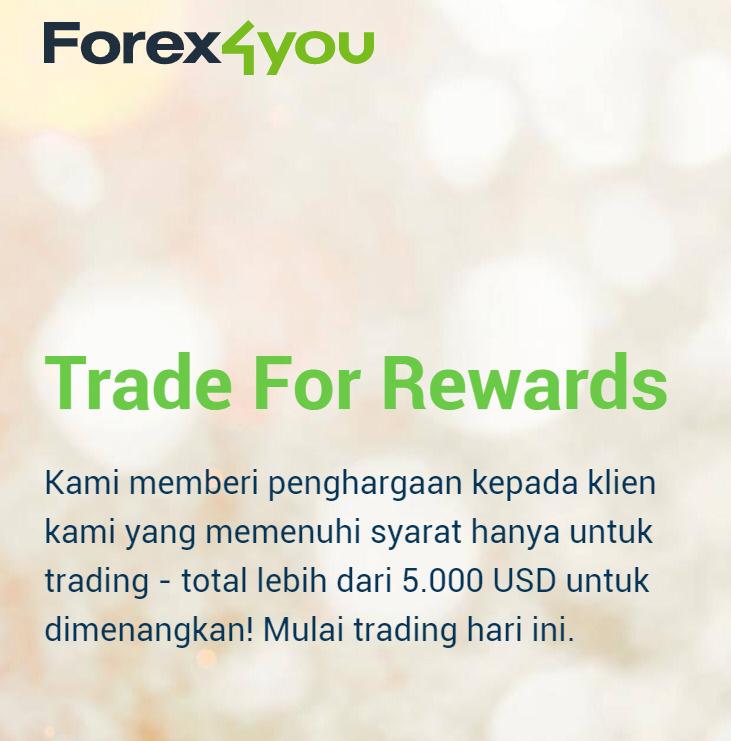 Forex4you
Trade For Rewards
Kami memberi penghargaan kepada klien
kami yang memenuhi syarat hanya untuk
trading - total lebih dari 5.000 USD untuk
dimenangkan! Mulai trading hari ini.